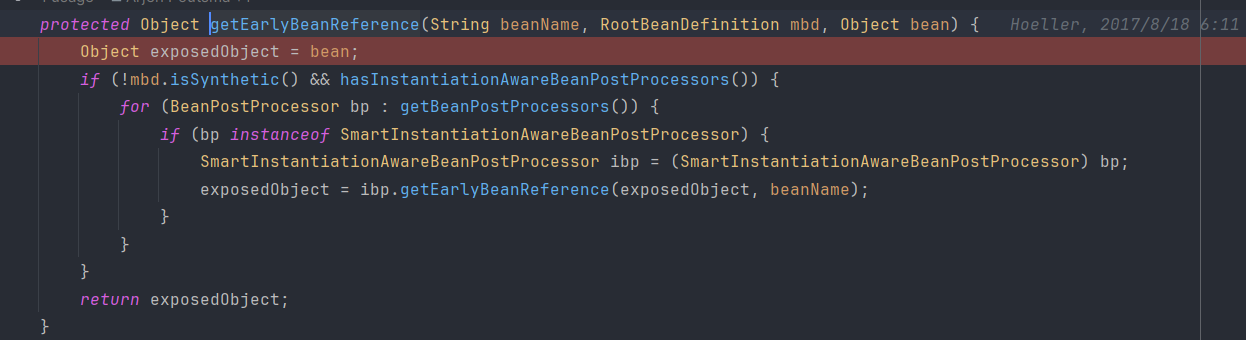 protected Object getEarlyBeanReference(String beanName, RootBeanDefinition mbd, Object bean) { Hoeller, 2017/8/18 6:11
Object exposedObject = bean;
if (!mbd.isSynthetic() && hasInstantiationAwareBeanPostProcessors()) {
for (BeanPostProcessor bp : getBeanPostProcessors()) {
if (bp instanceof SmartInstantiationAwareBeanPostProcessor) {
SmartInstantiationAwareBeanPostProcessor ibp = (SmartInstantiationAwareBeanPostProcessor) bp;
exposedObject = ibp.getEarlyBeanReference(exposedObject, beanName);
}
}
}
return exposedObject;
}